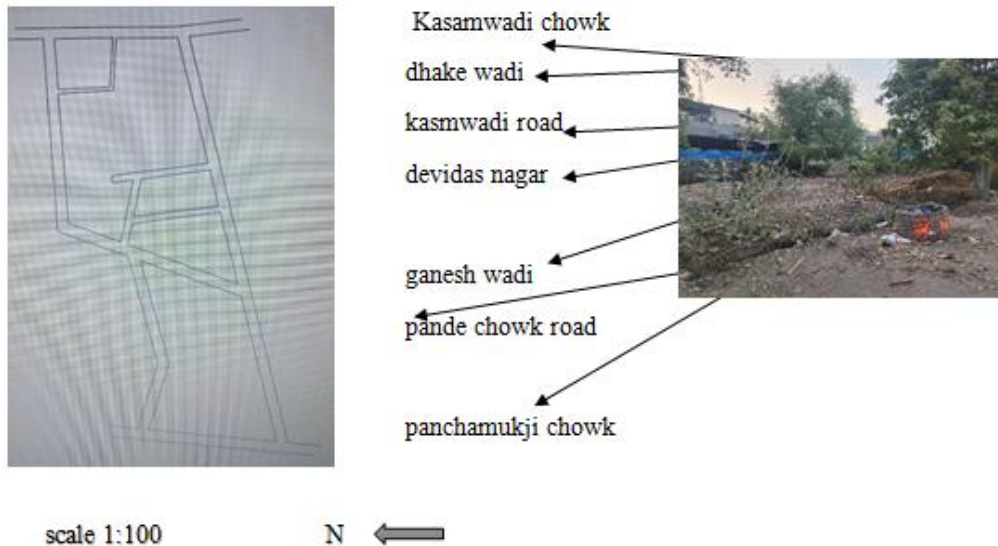 Kasamwadi chowk
dhake wadi
kasmwadi road
devidas nagar
ganesh wadi
pande chowk road
panchamukji chowk
scale 1:100 N